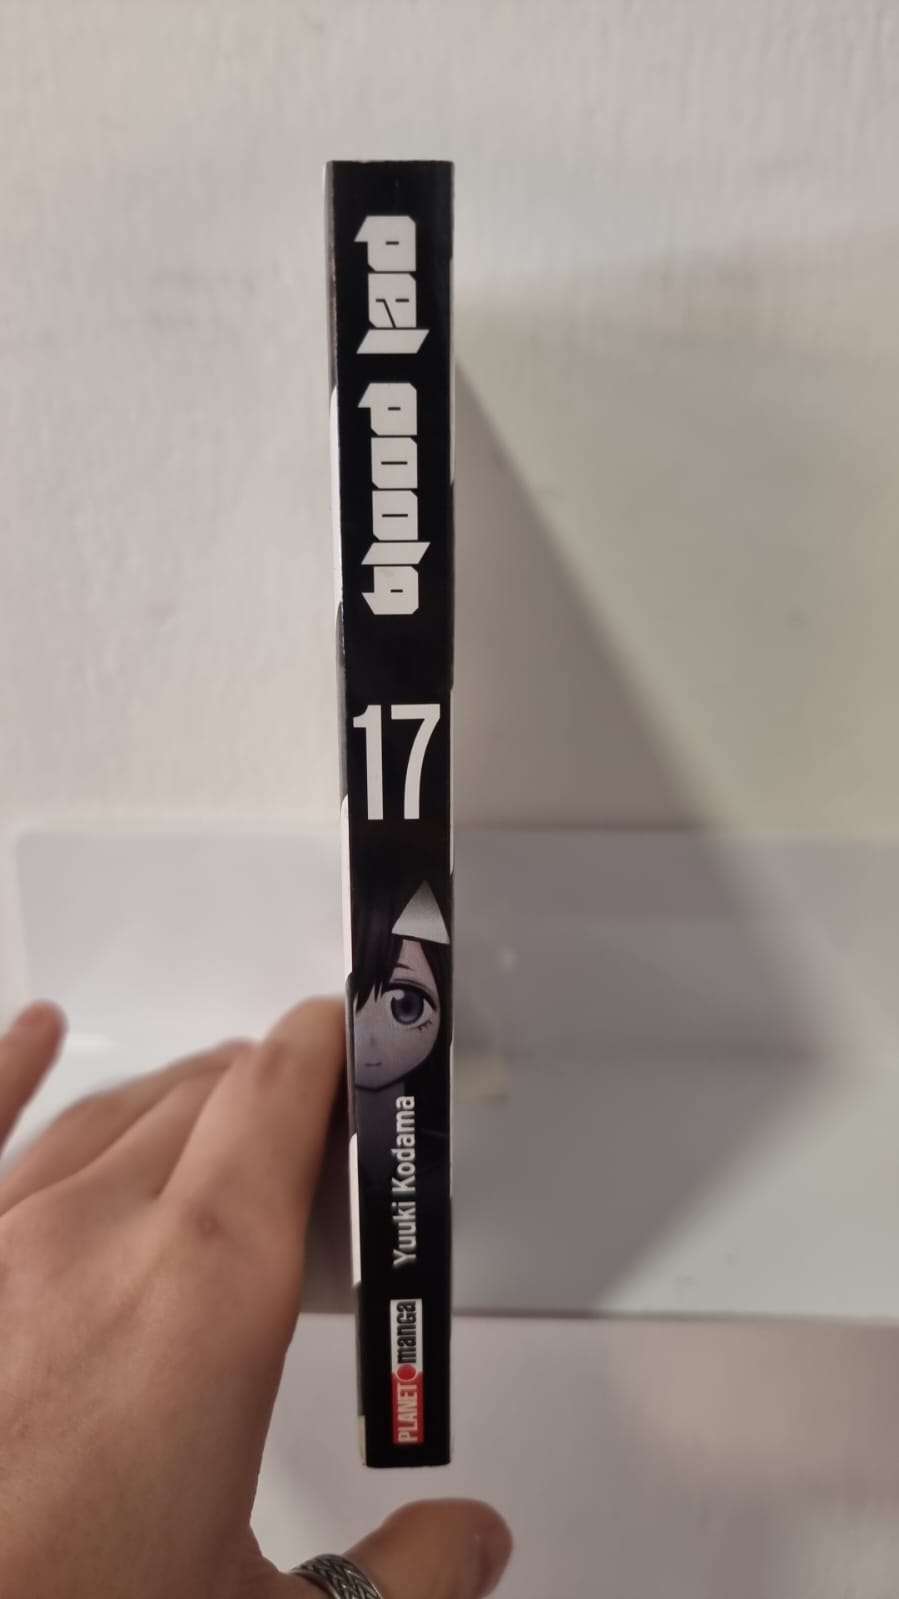 blood lad
17
Yuuki Kodama
PLANET manga